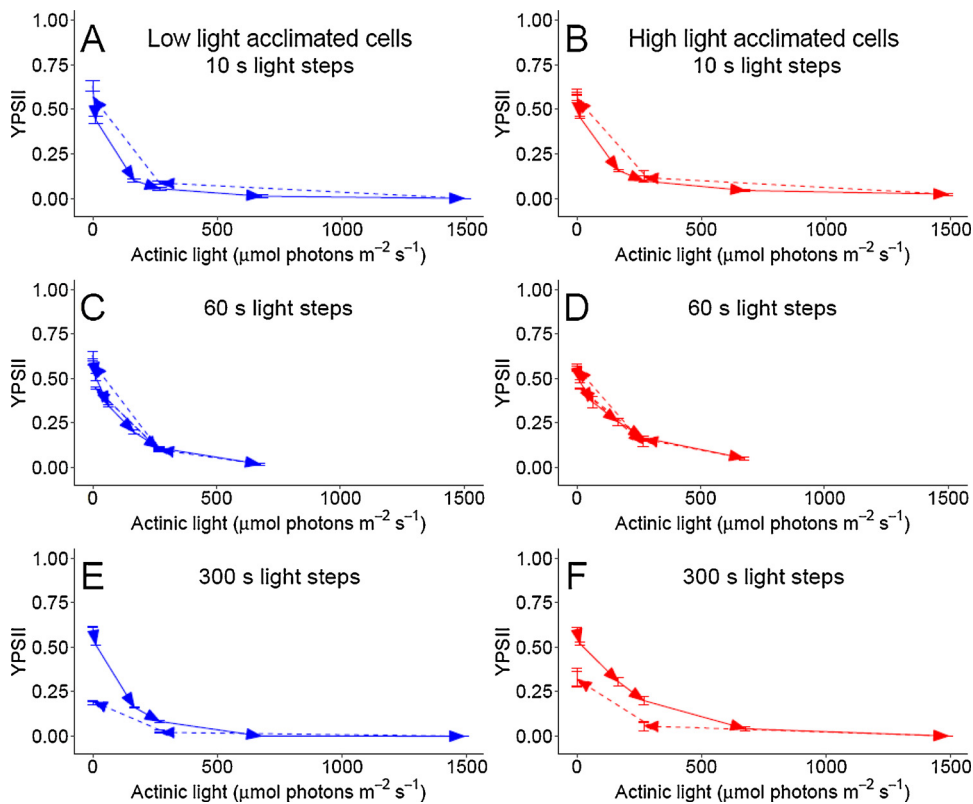 A
Low light acclimated cells
10 s light steps
YPSII
1.00
0.75
0.50
0.25
0.00
0 500 1000 1500
Actinic light (μmol photons m⁻² s⁻¹)
B
High light acclimated cells
10 s light steps
YPSII
1.00
0.75
0.50
0.25
0.00
0 500 1000 1500
Actinic light (μmol photons m⁻² s⁻¹)
C
60 s light steps
YPSII
1.00
0.75
0.50
0.25
0.00
0 500 1000 1500
Actinic light (μmol photons m⁻² s⁻¹)
D
60 s light steps
YPSII
1.00
0.75
0.50
0.25
0.00
0 500 1000 1500
Actinic light (μmol photons m⁻² s⁻¹)
E
300 s light steps
YPSII
1.00
0.75
0.50
0.25
0.00
0 500 1000 1500
Actinic light (μmol photons m⁻² s⁻¹)
F
300 s light steps
YPSII
1.00
0.75
0.50
0.25
0.00
0 500 1000 1500
Actinic light (μmol photons m⁻² s⁻¹)